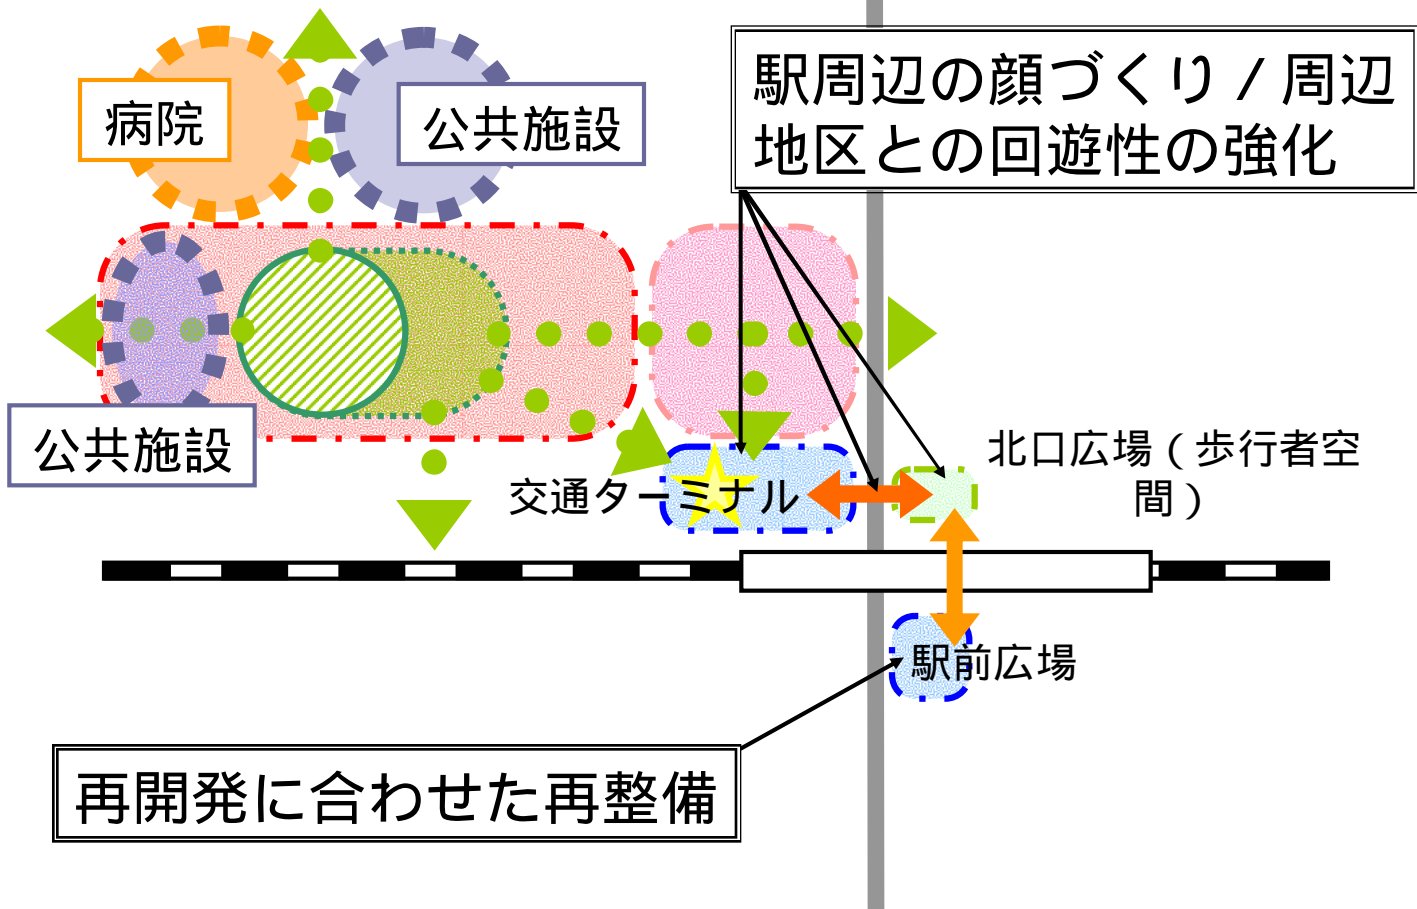 病院
公共施設
駅周辺の顔づくり/周辺
地区との回遊性の強化
公共施設
交通ターミナル
北口広場(歩行者空
間)
駅前広場
再開発に合わせた再整備